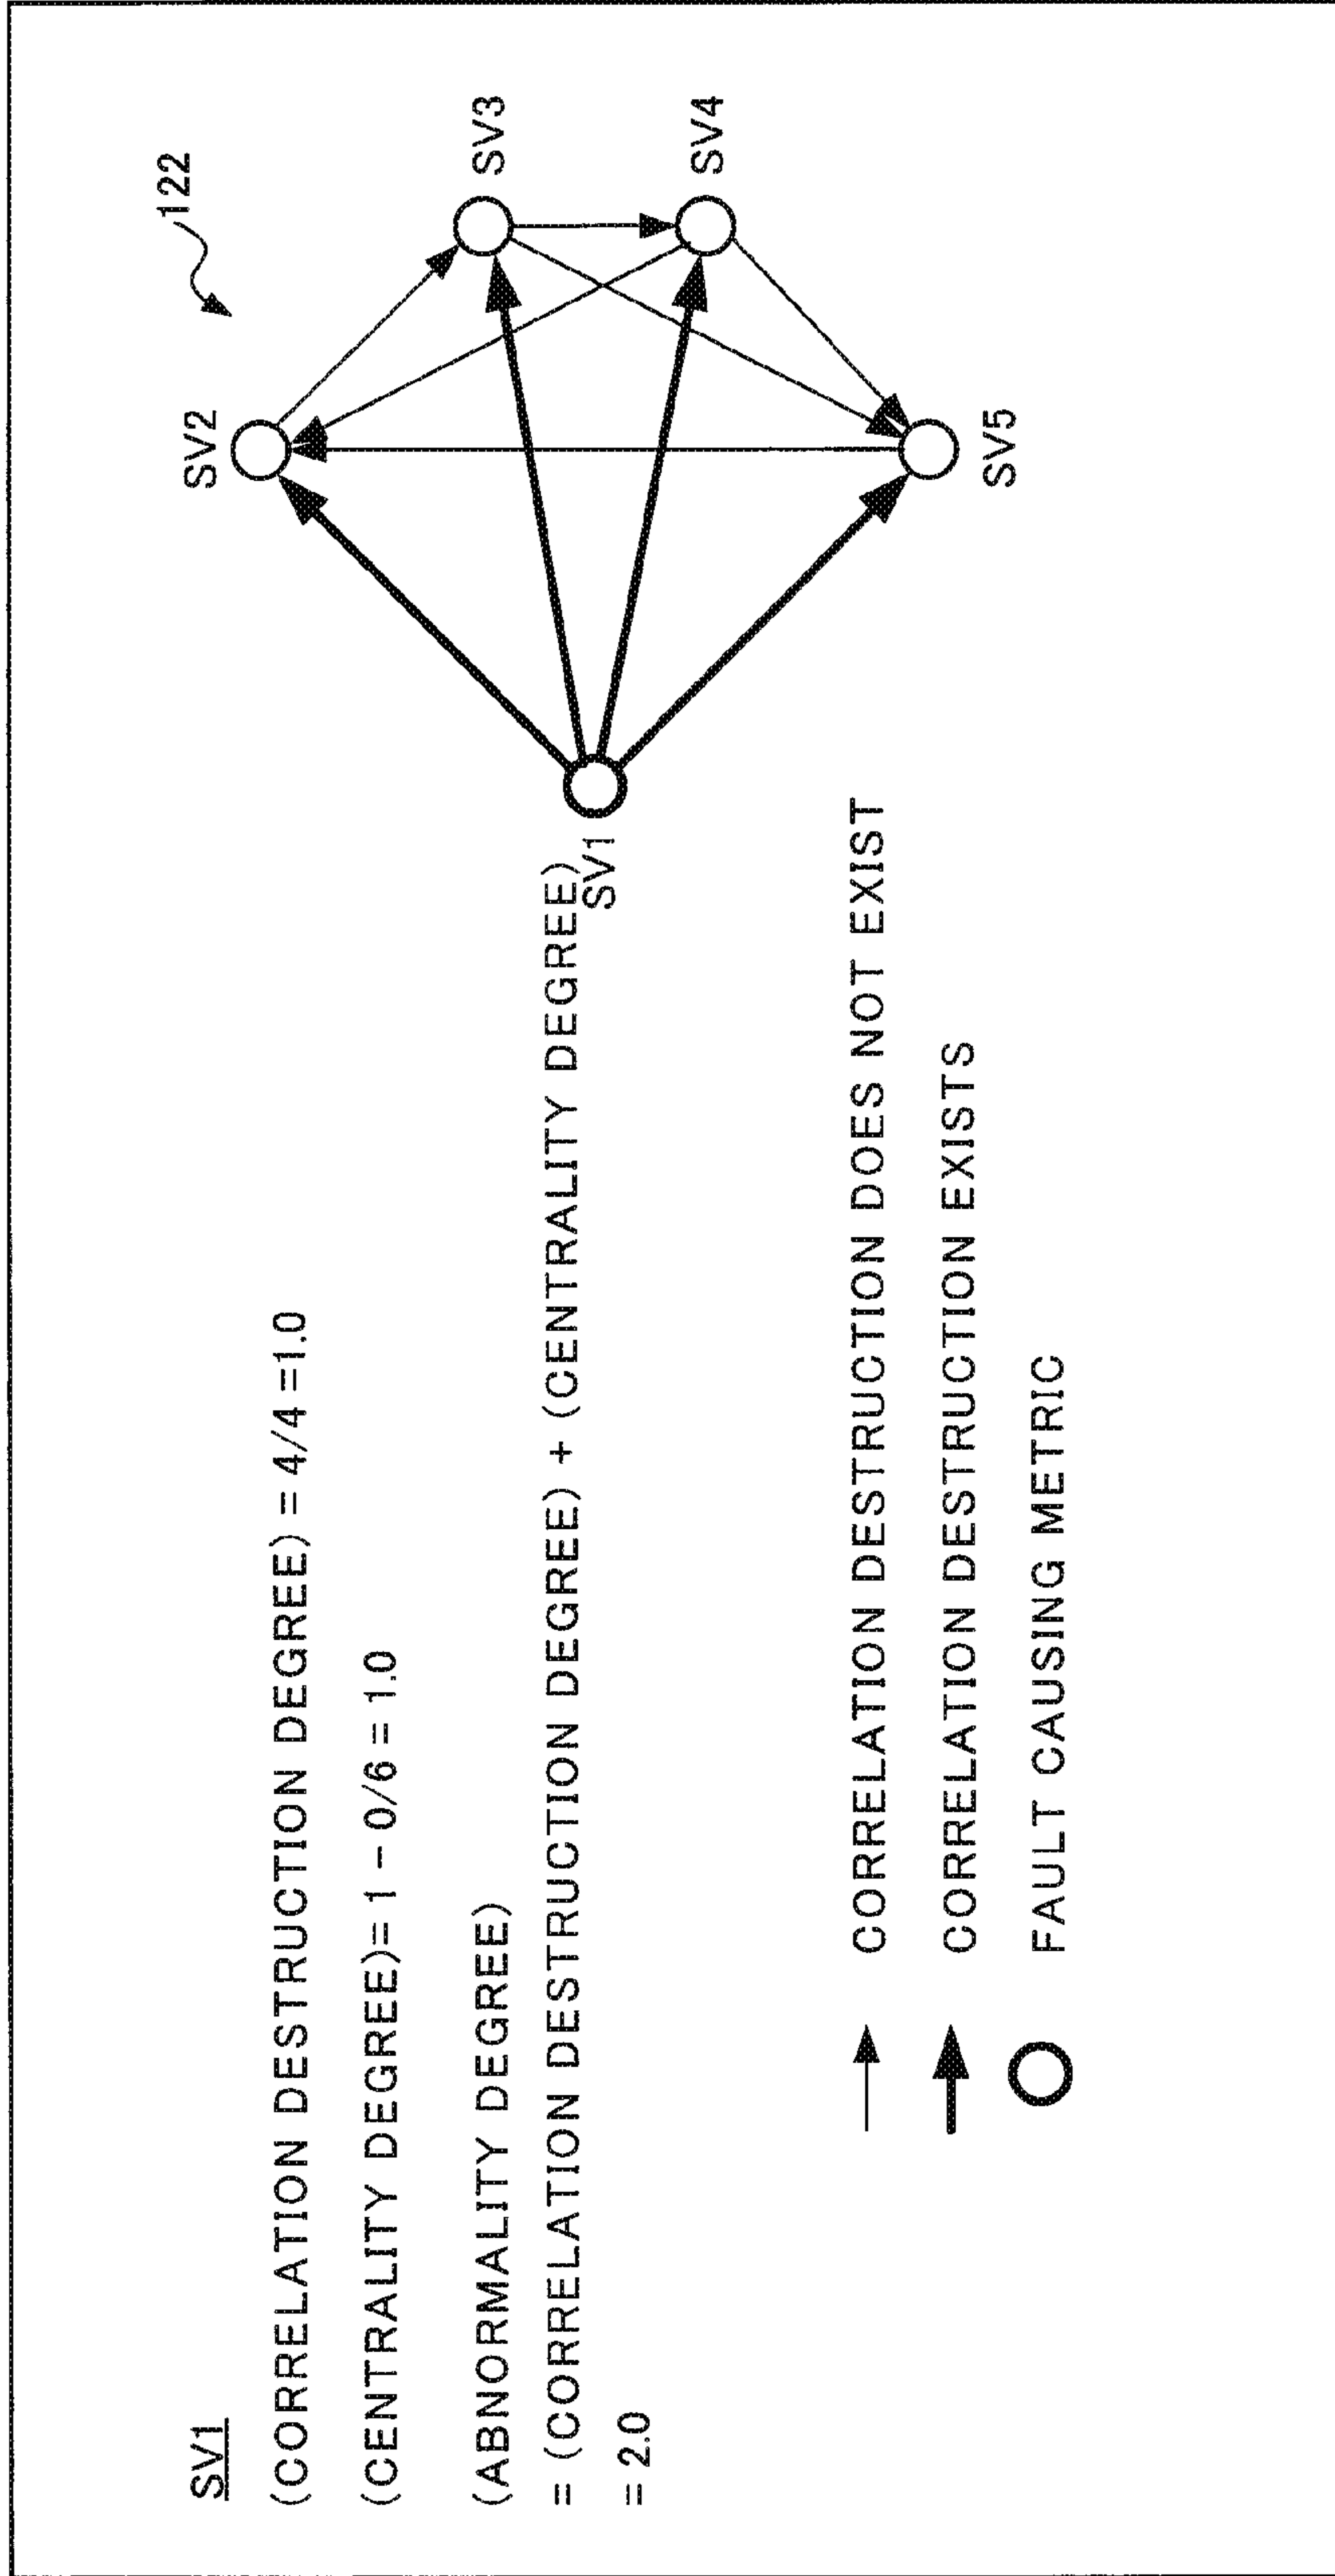 SV1
(CORRELATION DESTRUCTION DEGREE) = 4/4 =1.0
(CENTRALITY DEGREE)= 1 - 0/6 = 1.0
(ABNORMALITY DEGREE)
= (CORRELATION DESTRUCTION DEGREE) + (CENTRALITY DEGREE)
= 2.0
122
SV2
SV3
SV4
SV1
SV5
CORRELATION DESTRUCTION DOES NOT EXIST
CORRELATION DESTRUCTION EXISTS
FAULT CAUSING METRIC